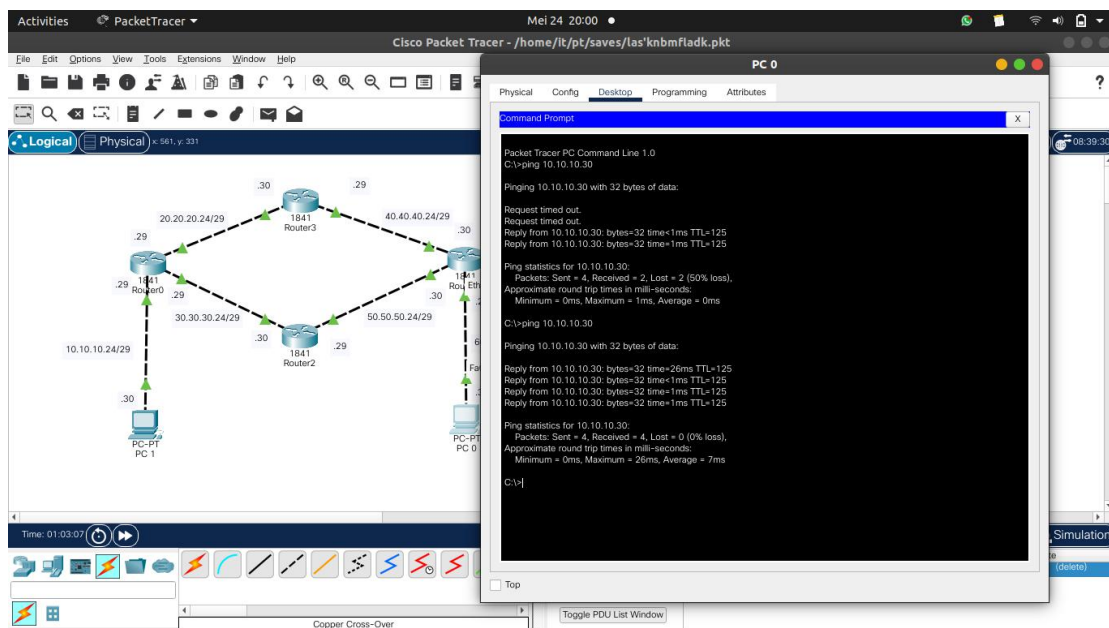 Activities PacketTracer Mei 24 20:00
Cisco Packet Tracer - /home/it/pt/saves/las'knbmfladk.pkt
File Edit Options View Tools Extensions Window Help
?
Logical Physical x: 561, y: 331
08:39:30
.30 .29
1841
Router3
20.20.20.24/29
40.40.40.24/29
.29
.30
1841
Router0
.29
.29
1841
Rou Eth
.30
30.30.30.24/29
50.50.50.24/29
.30
1841
Router2
.29
10.10.10.24/29
6
Fa
.30
PC-PT
PC 1
PC-PT
PC 0
Time: 01:03:07
Simulation
(delete)
Copper Cross-Over
Toggle PDU List Window
PC 0
Physical Config Desktop Programming Attributes
Command Prompt X
Packet Tracer PC Command Line 1.0
C:\>ping 10.10.10.30
Pinging 10.10.10.30 with 32 bytes of data:
Request timed out.
Request timed out.
Reply from 10.10.10.30: bytes=32 time<1ms TTL=125
Reply from 10.10.10.30: bytes=32 time=1ms TTL=125
Ping statistics for 10.10.10.30:
Packets: Sent = 4, Received = 2, Lost = 2 (50% loss),
Approximate round trip times in milli-seconds:
Minimum = 0ms, Maximum = 1ms, Average = 0ms
C:\>ping 10.10.10.30
Pinging 10.10.10.30 with 32 bytes of data:
Reply from 10.10.10.30: bytes=32 time=26ms TTL=125
Reply from 10.10.10.30: bytes=32 time<1ms TTL=125
Reply from 10.10.10.30: bytes=32 time=1ms TTL=125
Reply from 10.10.10.30: bytes=32 time=1ms TTL=125
Ping statistics for 10.10.10.30:
Packets: Sent = 4, Received = 4, Lost = 0 (0% loss),
Approximate round trip times in milli-seconds:
Minimum = 0ms, Maximum = 26ms, Average = 7ms
C:\>
Top